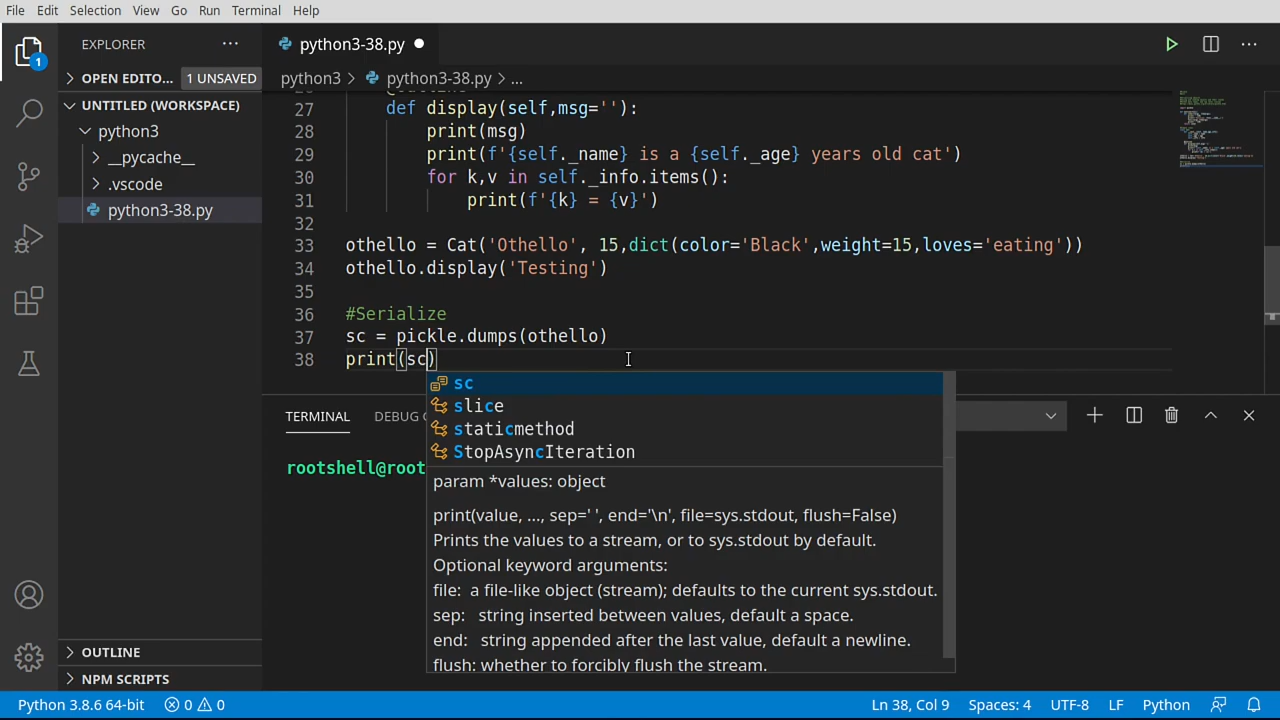 File Edit Selection View Go Run Terminal Help
EXPLORER
python3-38.py
1
OPEN EDITO... 1 UNSAVED
python3 > python3-38.py > ...
UNTITLED (WORKSPACE)
python3
__pycache__
.vscode
python3-38.py
27 def display(self,msg=''):
28 print(msg)
29 print(f'{self._name} is a {self._age} years old cat')
30 for k,v in self._info.items():
31 print(f'{k} = {v}')
32
33 othello = Cat('Othello', 15,dict(color='Black',weight=15,loves='eating'))
34 othello.display('Testing')
35
36 #Serialize
37 sc = pickle.dumps(othello)
38 print(sc)
sc
slice
staticmethod
StopAsyncIteration
param *values: object
print(value, ..., sep=' ', end='\n', file=sys.stdout, flush=False)
Prints the values to a stream, or to sys.stdout by default.
Optional keyword arguments:
file: a file-like object (stream); defaults to the current sys.stdout.
sep: string inserted between values, default a space.
end: string appended after the last value, default a newline.
flush: whether to forcibly flush the stream.
TERMINAL DEBUG
rootshell@root
OUTLINE
NPM SCRIPTS
Python 3.8.6 64-bit 0 0 Ln 38, Col 9 Spaces: 4 UTF-8 LF Python